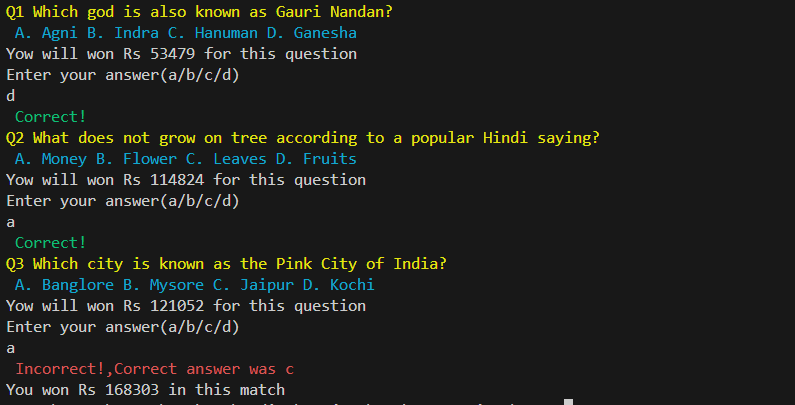 Q1 Which god is also known as Gauri Nandan?
A. Agni B. Indra C. Hanuman D. Ganesha
Yow will won Rs 53479 for this question
Enter your answer(a/b/c/d)
d
Correct!
Q2 What does not grow on tree according to a popular Hindi saying?
A. Money B. Flower C. Leaves D. Fruits
Yow will won Rs 114824 for this question
Enter your answer(a/b/c/d)
a
Correct!
Q3 Which city is known as the Pink City of India?
A. Banglore B. Mysore C. Jaipur D. Kochi
Yow will won Rs 121052 for this question
Enter your answer(a/b/c/d)
a
Incorrect!,Correct answer was c
You won Rs 168303 in this match